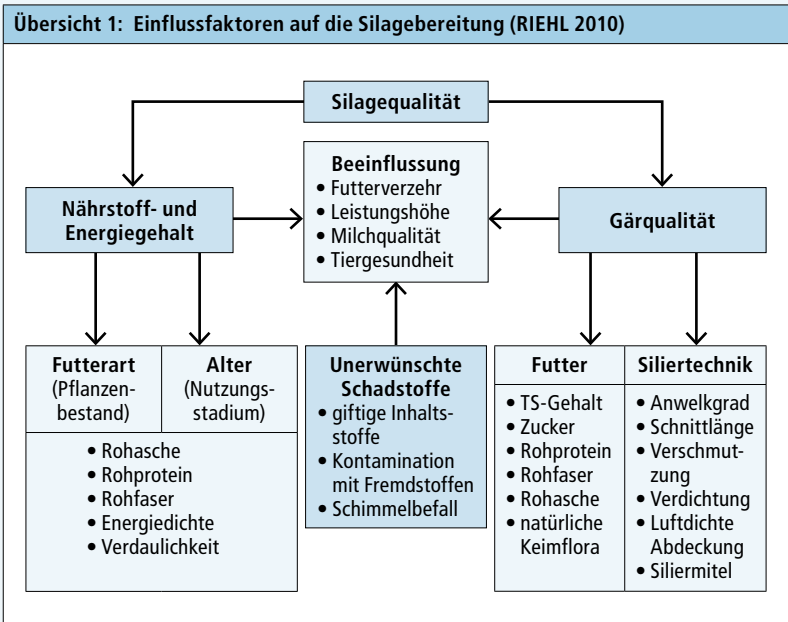 Übersicht 1: Einflussfaktoren auf die Silagebereitung (RIEHL 2010)
Silagequalität
Beeinflussung
• Futterverzehr
• Leistungshöhe
• Milchqualität
• Tiergesundheit
Nährstoff- und
Energiegehalt
Gärqualität
Futterart
(Pflanzen-
bestand)
Alter
(Nutzungs-
stadium)
• Rohasche
• Rohprotein
• Rohfaser
• Energiedichte
• Verdaulichkeit
Unerwünschte
Schadstoffe
• giftige Inhalts-
stoffe
• Kontamination
mit Fremdstoffen
• Schimmelbefall
Futter
• TS-Gehalt
• Zucker
• Rohprotein
• Rohfaser
• Rohasche
• natürliche
Keimflora
Siliertechnik
• Anwelkgrad
• Schnittlänge
• Verschmut-
zung
• Verdichtung
• Luftdichte
Abdeckung
• Siliermitel